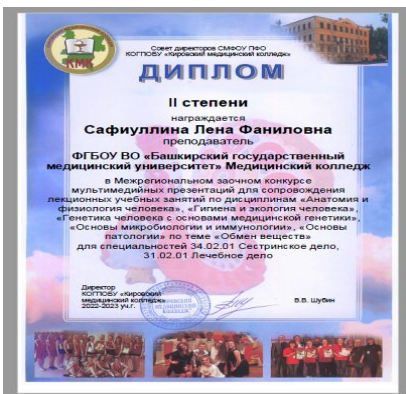 КМК
Совет директоров СМФОУ ПФО
КОГПОБУ «Кировский медицинский колледж»
ДИПЛОМ
II степени
награждается
Сафиуллина Лена Фаниловна
преподаватель
ФГБОУ ВО «Башкирский государственный
медицинский университет» Медицинский колледж
в Межрегиональном заочном конкурсе
мультимедийных презентаций для сопровождения
лекционных учебных занятий по дисциплинам «Анатомия и
физиология человека», «Гигиена и экология человека»,
«Генетика человека с основами медицинской генетики»,
«Основы микробиологии и иммунологии», «Основы
патологии» по теме «Обмен веществ»
для специальностей 34.02.01 Сестринское дело,
31.02.01 Лечебное дело
Директор
КОГПОБУ «Кировский
медицинский колледж»
2022-2023 уч.г.
В.В. Шубин
КИРОВСКИЙ
МЕДИЦИНСКИЙ
КОЛЛЕДЖ